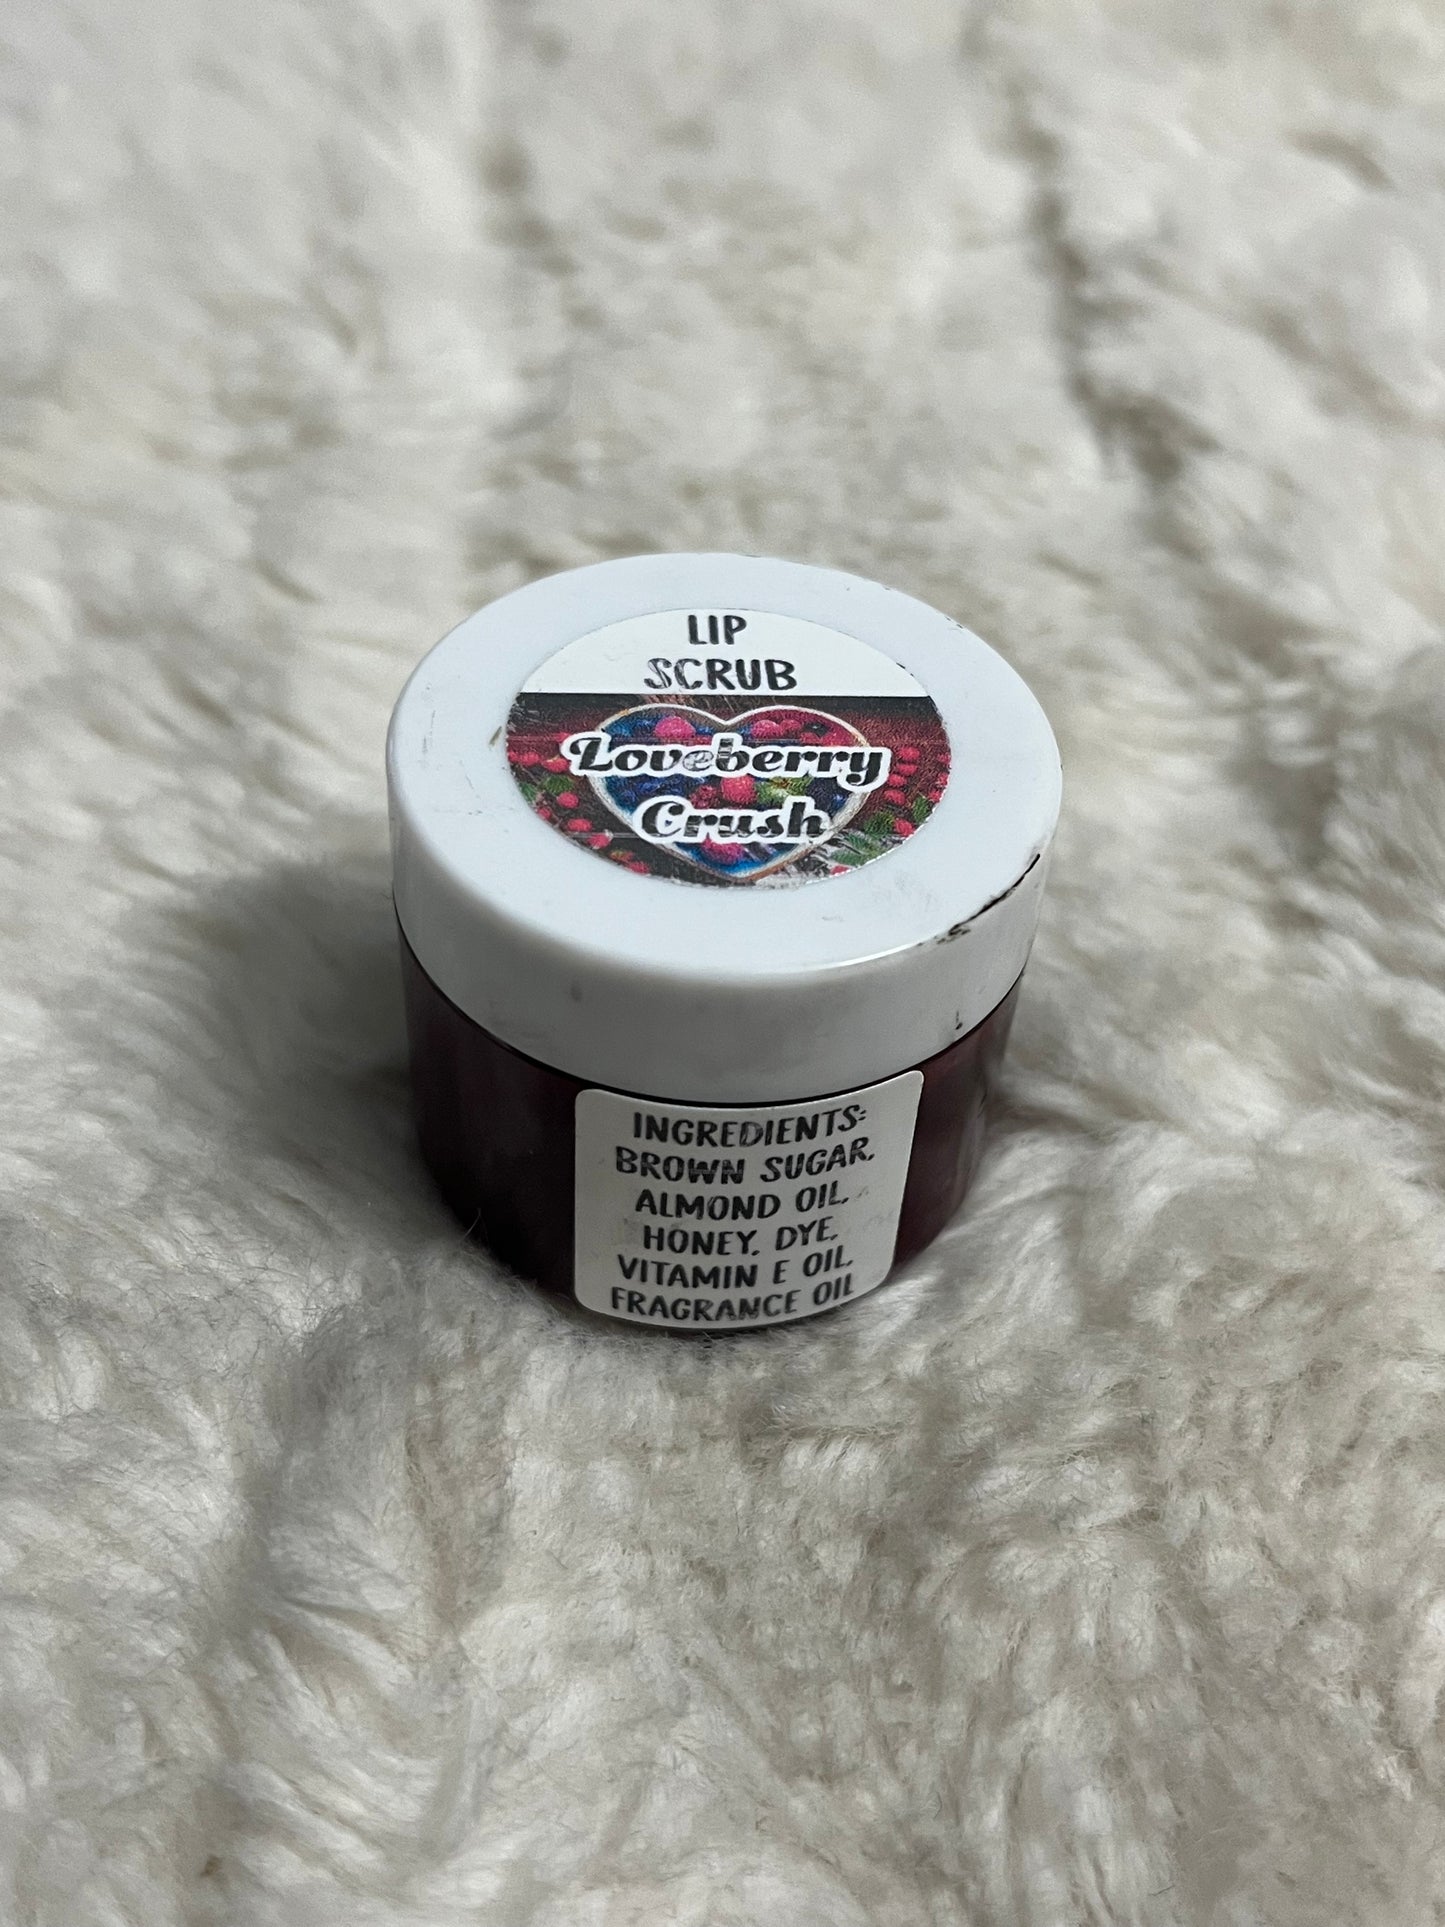 LIP
SCRUB
Loveberry
Crush
INGREDIENTS:
BROWN SUGAR,
ALMOND OIL,
HONEY, DYE,
VITAMIN E OIL,
FRAGRANCE OIL